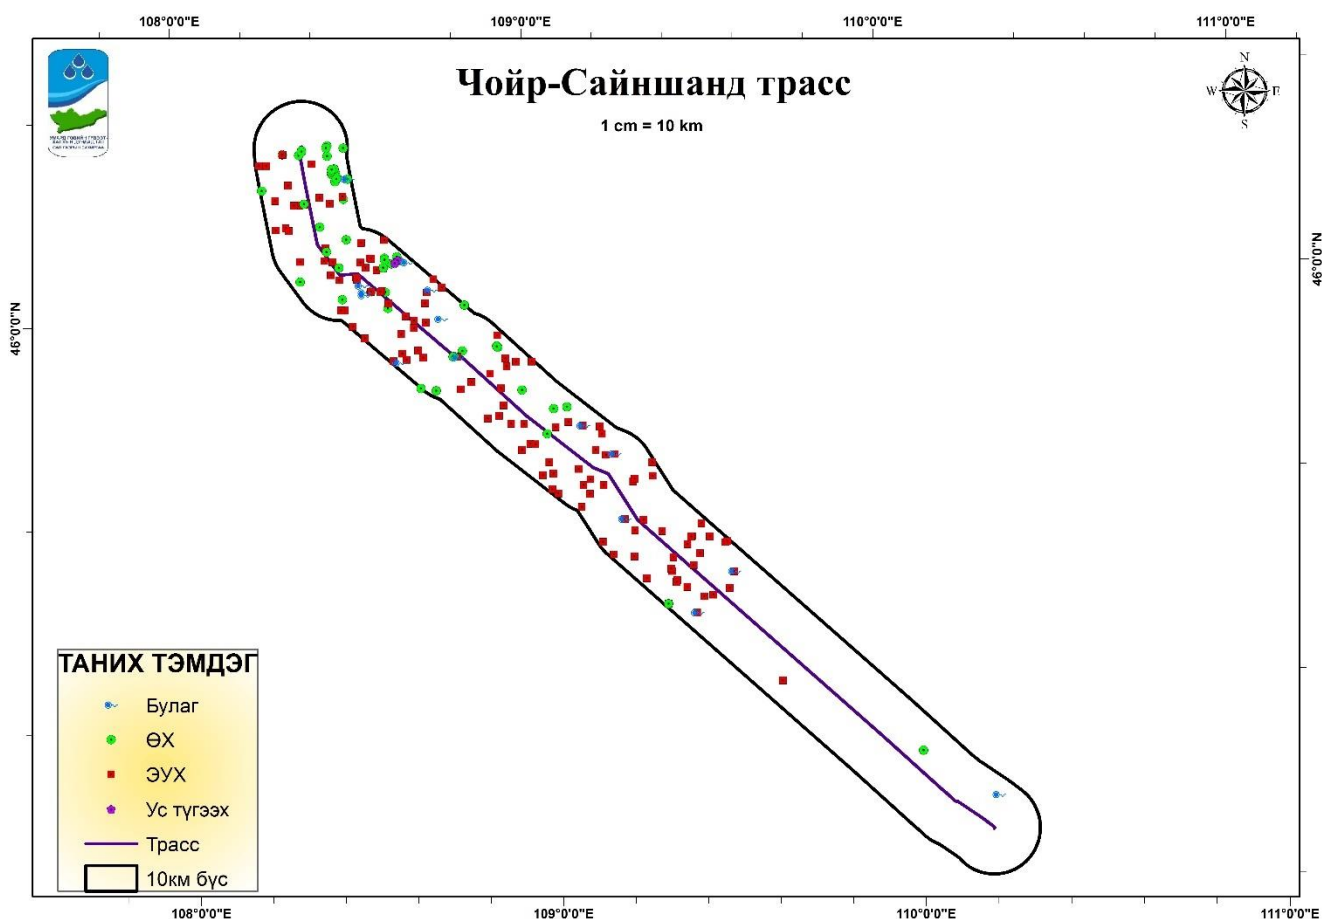 108°0'0"E 109°0'0"E 110°0'0"E 111°0'0"E
Чойр-Сайншанд трасс
1 cm = 10 km
N
W E
S
46°0'0"N
46°0'0"N
ТАНИХ ТЭМДЭГ
Булаг
ӨХ
ЭУХ
Ус түгээх
Трасс
10км бүс
108°0'0"E 109°0'0"E 110°0'0"E 111°0'0"E